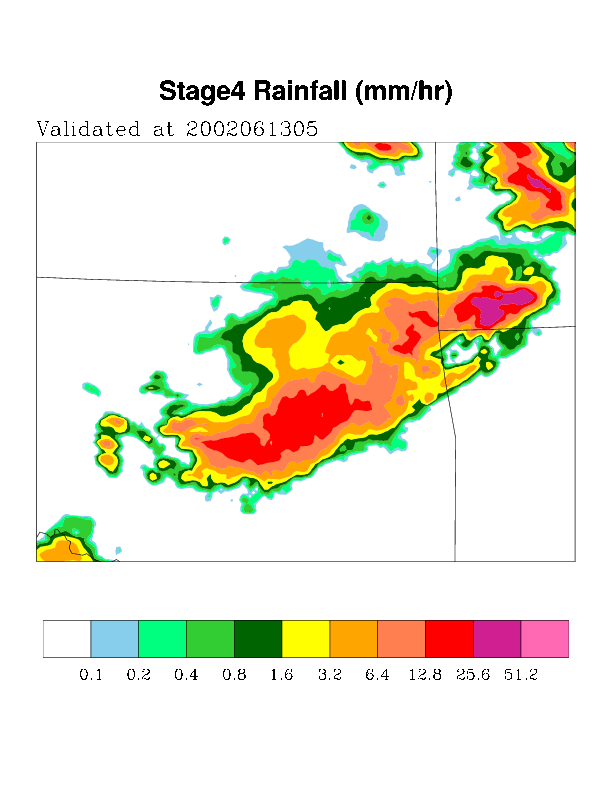 Stage4 Rainfall (mm/hr)
Validated at 2002061305
0.1 0.2 0.4 0.8 1.6 3.2 6.4 12.8 25.6 51.2